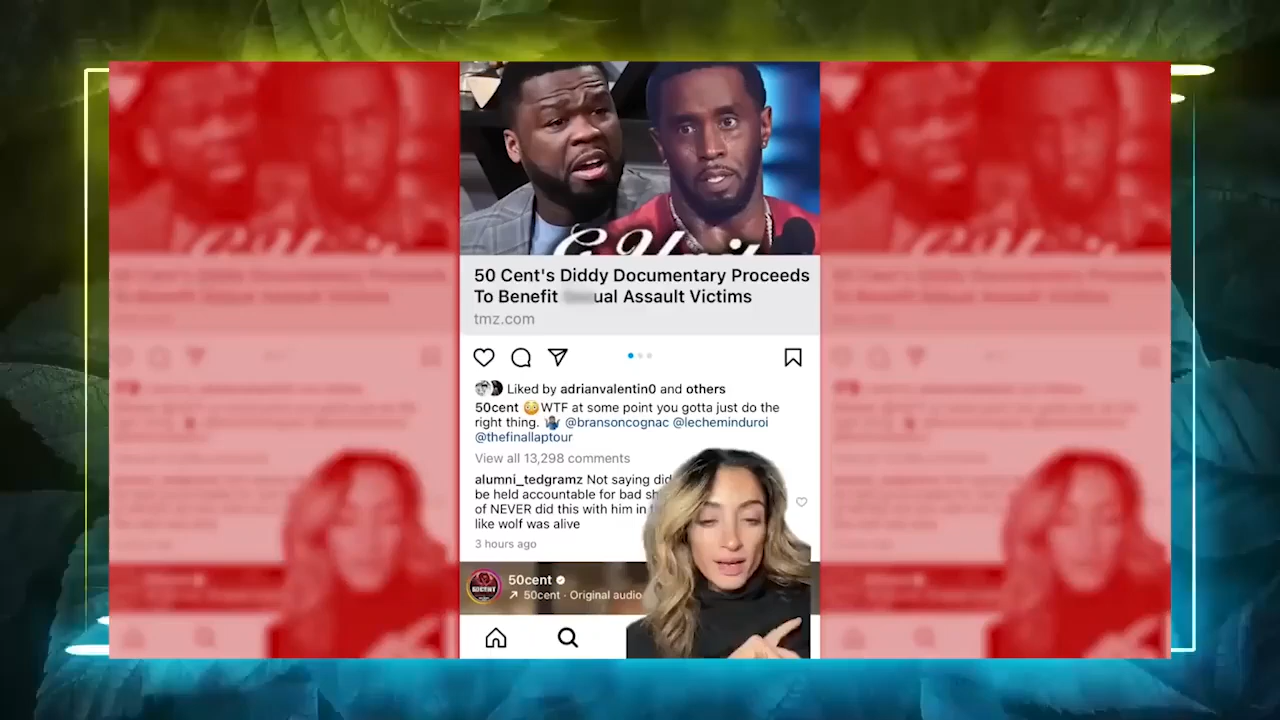 G Unit
50 Cent's Diddy Documentary Proceeds
To Benefit ual Assault Victims
tmz.com
Liked by adrianvalentin0 and others
50cent 😳WTF at some point you gotta just do the
right thing. 🤷🏽‍♂️ @bransoncognac @lecheminduroi
@thefinallaptour
View all 13,298 comments
alumni_tedgramz Not saying did
be held accountable for bad sh
of NEVER did this with him in
like wolf was alive
3 hours ago
50cent
50cent · Original audio